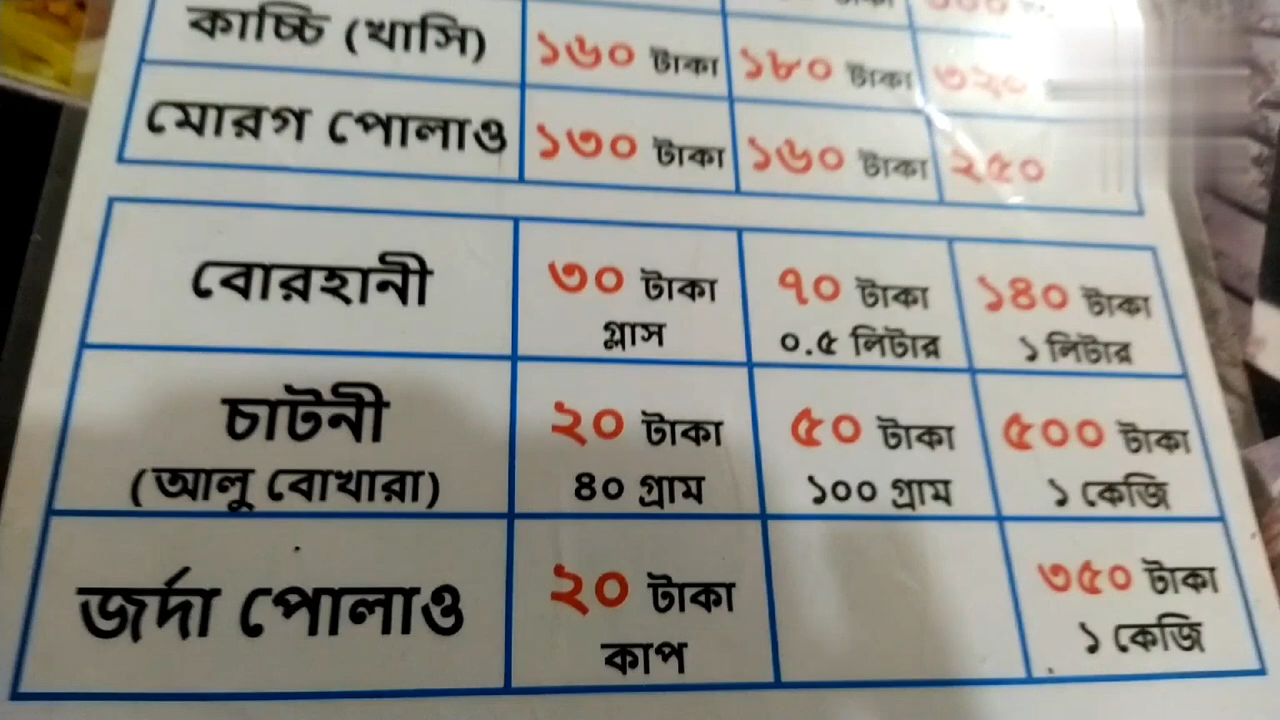 কাচ্চি (খাসি) ১৬০ টাকা ১৮০ টাকা ৩২০
মোরগ পোলাও ১৩০ টাকা ১৬০ টাকা ২৫০
বোরহানী ৩০ টাকা ৭০ টাকা ১৪০ টাকা
গ্লাস ০.৫ লিটার ১ লিটার
চাটনী ২০ টাকা ৫০ টাকা ৫০০ টাকা
(আলু বোখারা) ৪০ গ্রাম ১০০ গ্রাম ১ কেজি
জর্দা পোলাও ২০ টাকা ৩৫০ টাকা
কাপ ১ কেজি